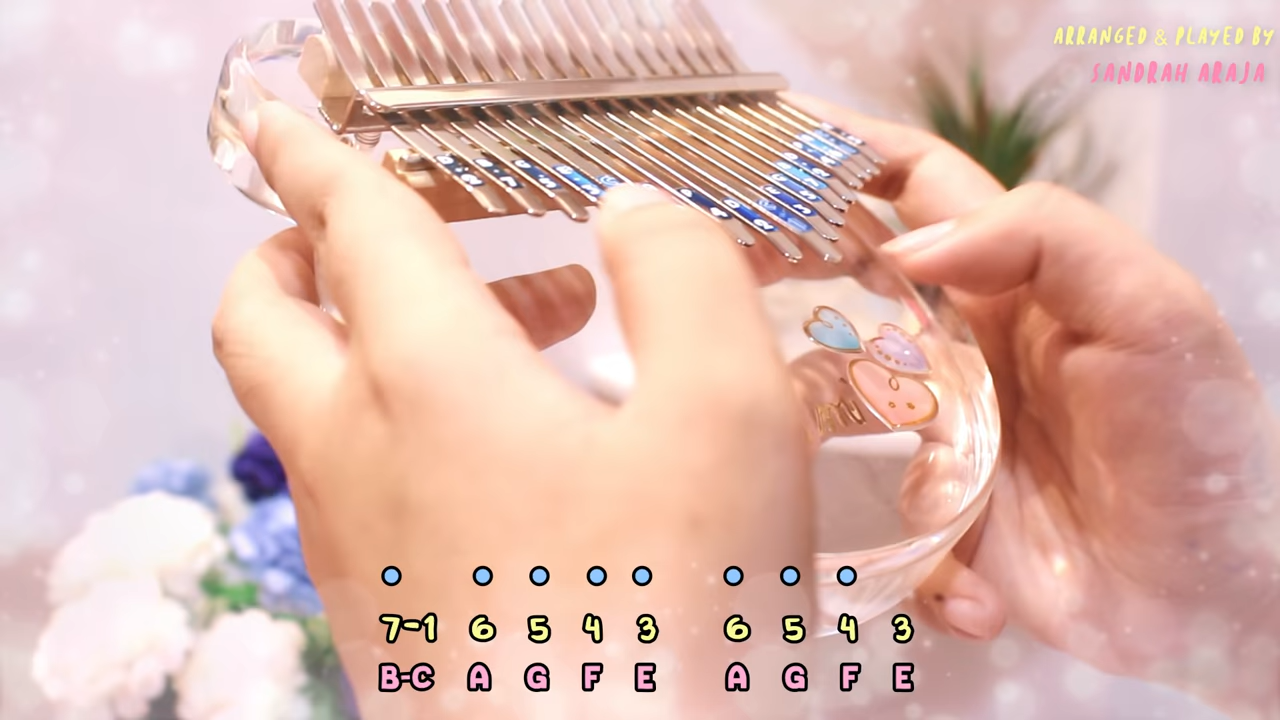 ARRANGED & PLAYED BY
SANDRAH ARAJA
7-1 6 5 4 3 6 5 4 3
B-C A G F E A G F E